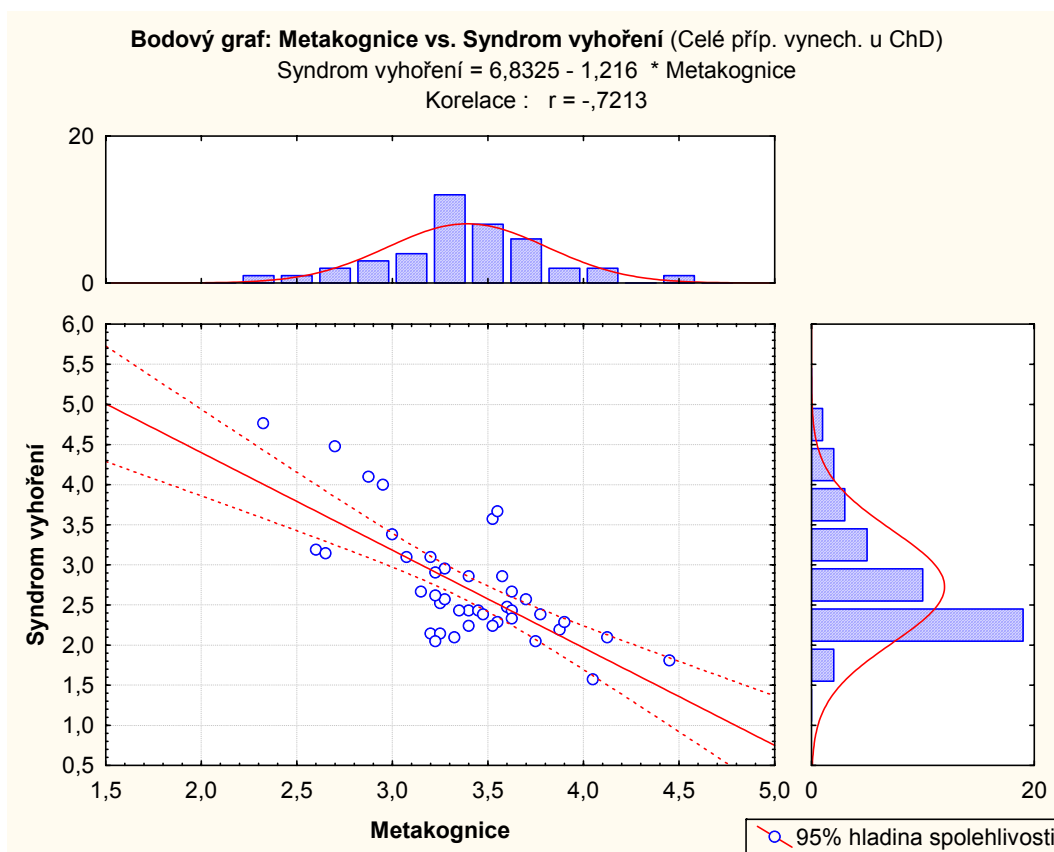 Bodový graf: Metakognice vs. Syndrom vyhoření (Celé příp. vynech. u ChD)
Syndrom vyhoření = 6,8325 - 1,216 * Metakognice
Korelace : r = -,7213
20
0
6,0
5,5
5,0
4,5
4,0
3,5
3,0
2,5
2,0
1,5
1,0
0,5
Syndrom vyhoření
1,5 2,0 2,5 3,0 3,5 4,0 4,5 5,0
Metakognice
0 20
95% hladina spolehlivosti